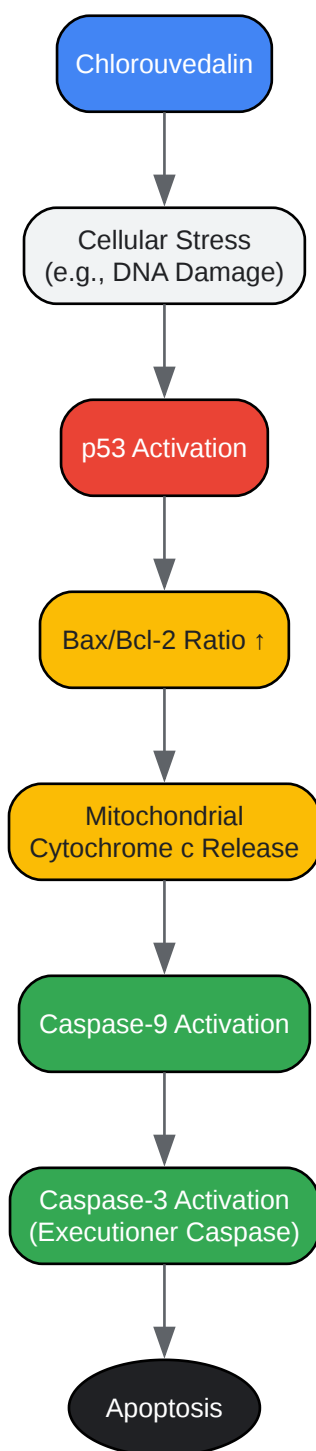 Chlorouvedalin
Cellular Stress
(e.g., DNA Damage)
p53 Activation
Bax/Bcl-2 Ratio ↑
Mitochondrial
Cytochrome c Release
Caspase-9 Activation
Caspase-3 Activation
(Executioner Caspase)
Apoptosis